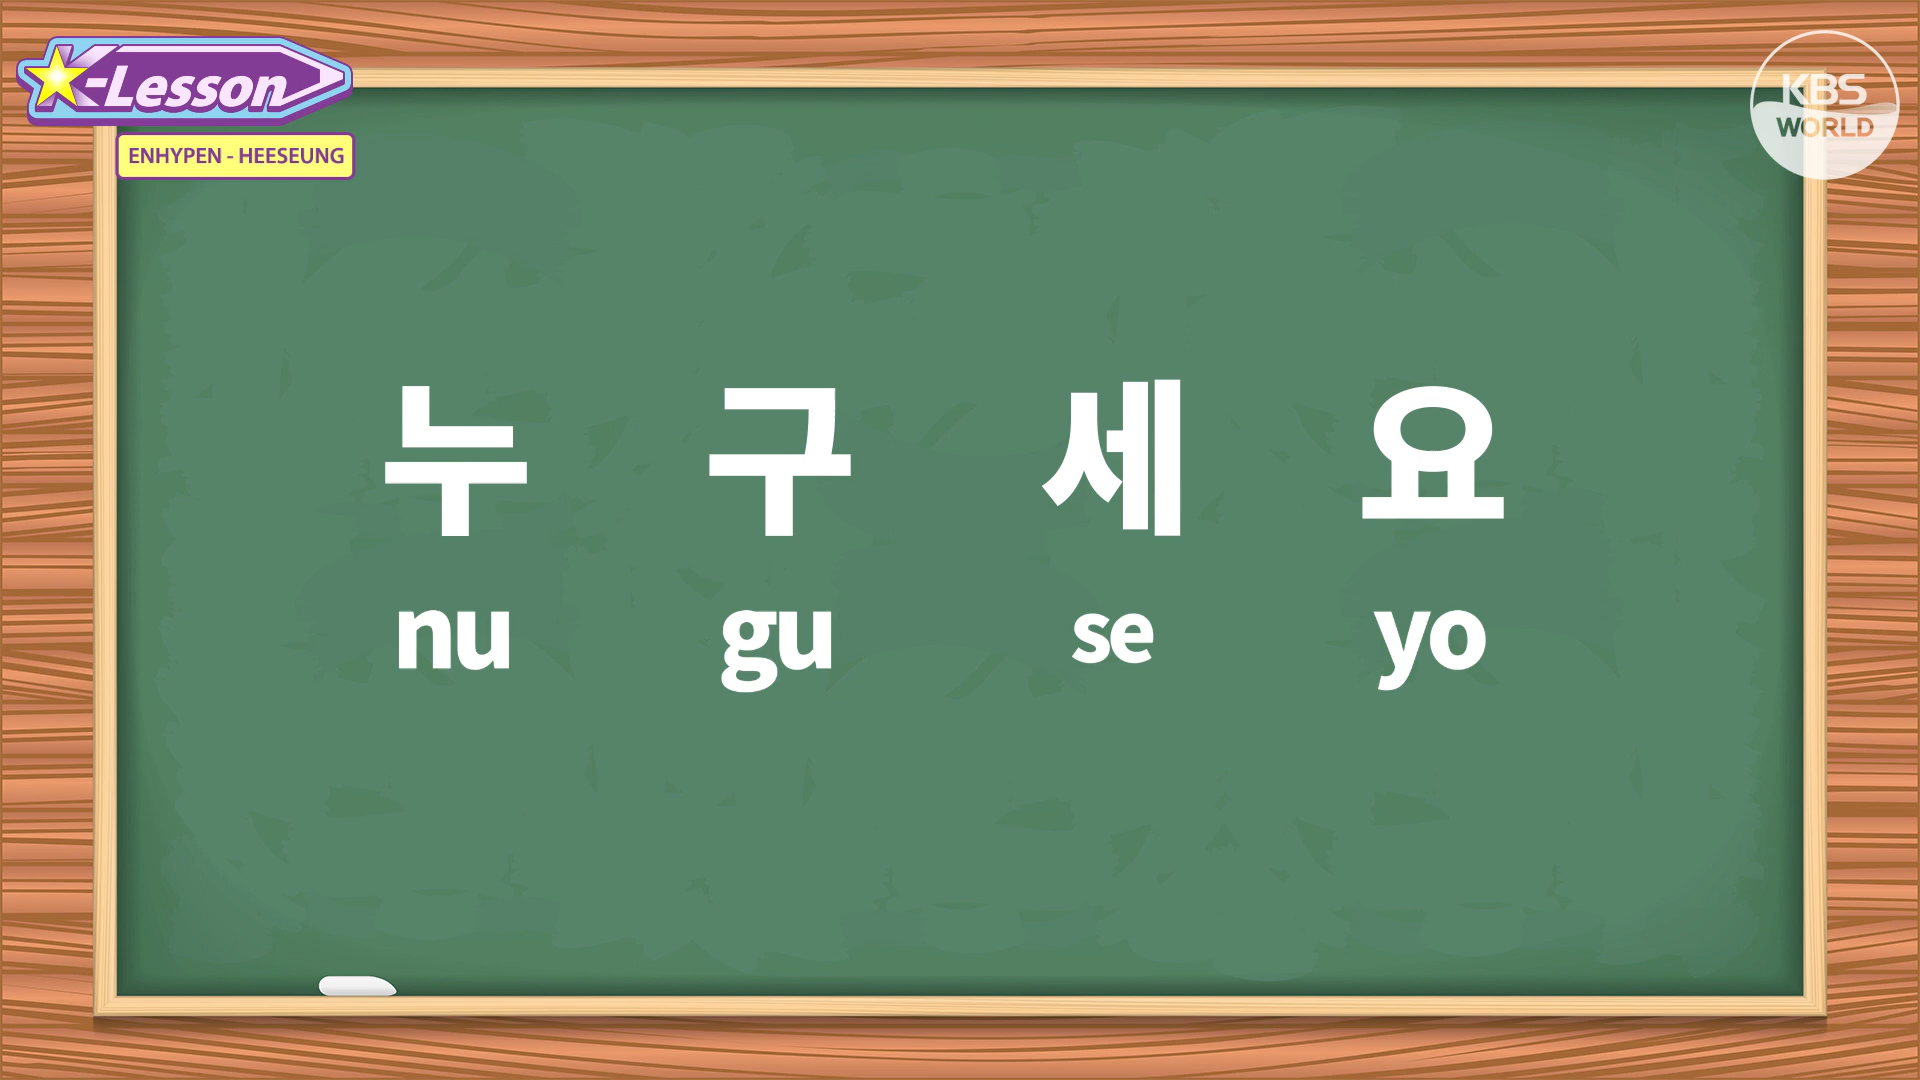 K-Lesson
ENHYPEN - HEESEUNG
KBS
WORLD
누 구 세 요
nu gu se yo